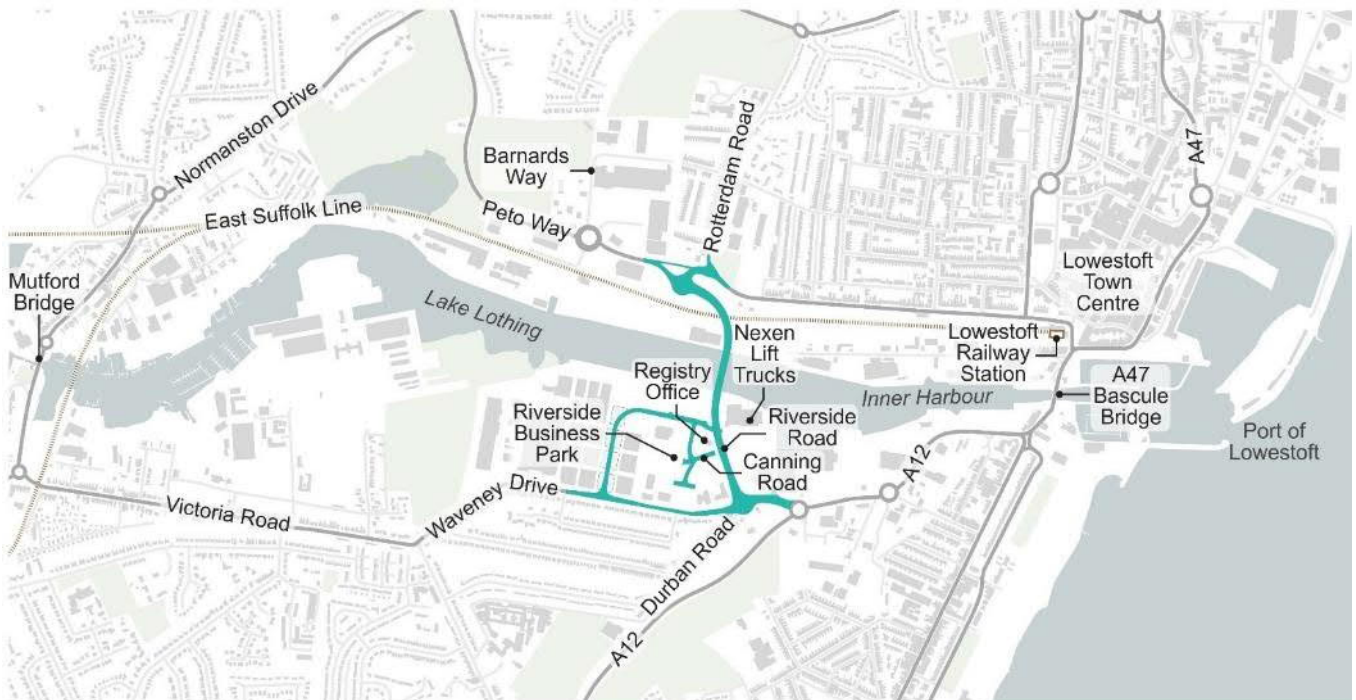 Normanston Drive
Barnards
Way
Rotterdam Road
A47
East Suffolk Line
Peto Way
Mutford
Bridge
Lake Lothing
Lowestoft
Town
Centre
Nexen
Lift
Trucks
Lowestoft
Railway
Station
Registry
Office
Inner Harbour
A47
Bascule
Bridge
Riverside
Business
Park
Riverside
Road
Canning
Road
Port of
Lowestoft
A12
Victoria Road
Waveney Drive
Durban Road
A12